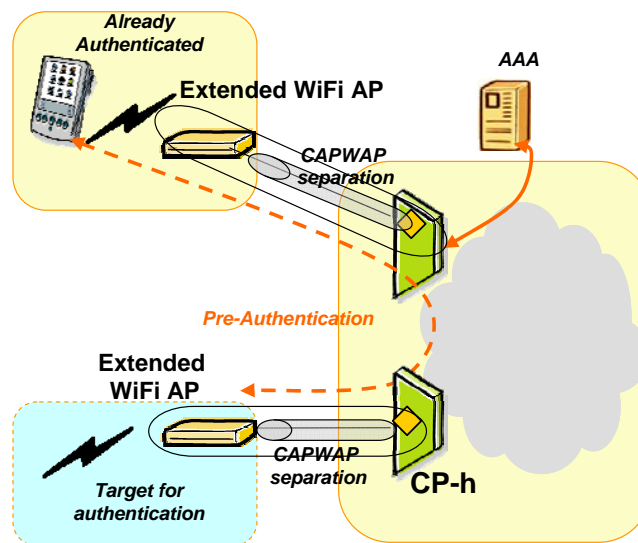 Already
Authenticated
AAA
Extended WiFi AP
CAPWAP
separation
Pre-Authentication
Extended
WiFi AP
CAPWAP
separation
CP-h
Target for
authentication